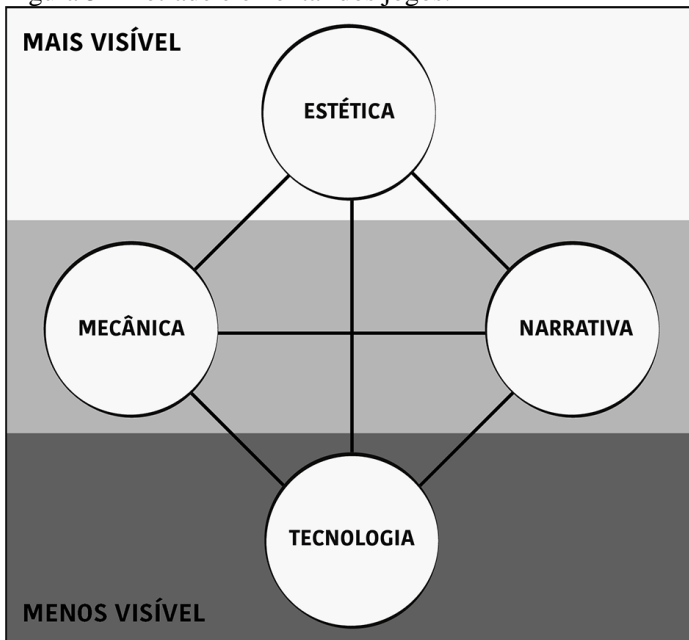 MAIS VISÍVEL
ESTÉTICA
MECÂNICA
NARRATIVA
TECNOLOGIA
MENOS VISÍVEL